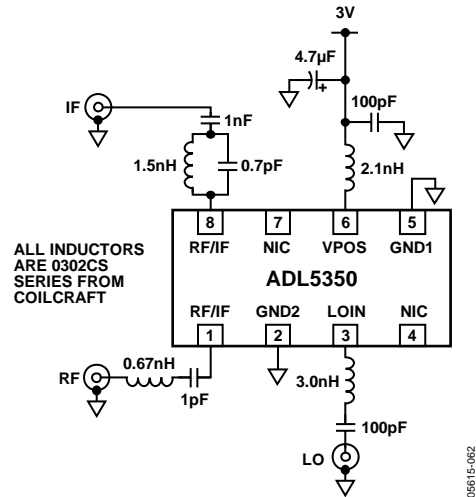 3V
4.7µF
+
100pF
IF
1nF
1.5nH
0.7pF
2.1nH
8
7
6
5
RF/IF
NIC
VPOS
GND1
ALL INDUCTORS
ARE 0302CS
SERIES FROM
COILCRAFT
ADL5350
RF/IF
GND2
LOIN
NIC
1
2
3
4
0.67nH
RF
1pF
3.0nH
100pF
LO
05615-062